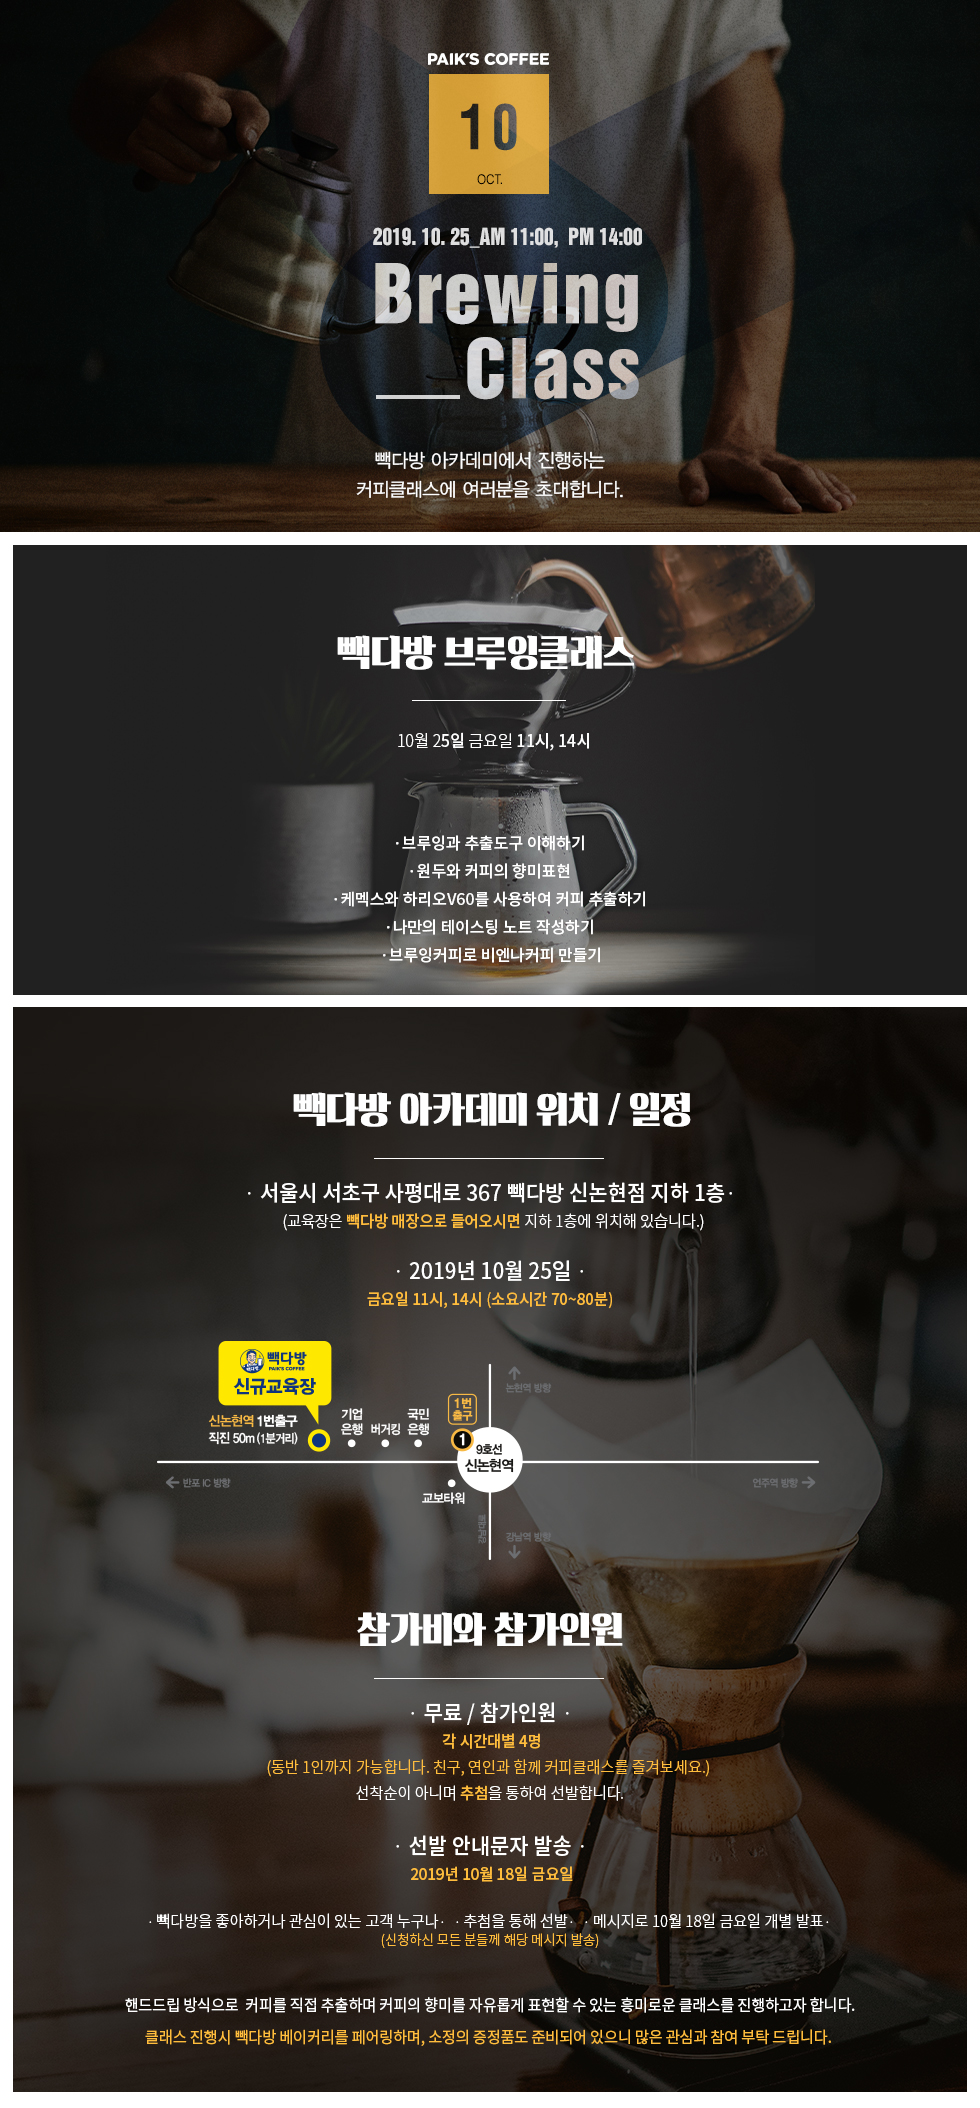 PAIK'S COFFEE
10
OCT.
2019. 10. 25_AM 11:00, PM 14:00
Brewing
Class
빽다방 아카데미에서 진행하는
커피클래스에 여러분을 초대합니다.
빽다방 브루잉클래스
10월 25일 금요일 11시, 14시
· 브루잉과 추출도구 이해하기
· 원두와 커피의 향미표현
· 케멕스와 하리오V60를 사용하여 커피 추출하기
· 나만의 테이스팅 노트 작성하기
· 브루잉커피로 비엔나커피 만들기
빽다방 아카데미 위치 / 일정
· 서울시 서초구 사평대로 367 빽다방 신논현점 지하 1층 ·
(교육장은 빽다방 매장으로 들어오시면 지하 1층에 위치해 있습니다.)
· 2019년 10월 25일 ·
금요일 11시, 14시 (소요시간 70~80분)
빽다방
PAIK'S COFFEE
신규교육장
신논현역 1번출구
직진 50m (1분거리)
기업
은행
버거킹
국민
은행
1번
출구
1
9호선
신논현역
교보타워
논현역 방향
반포 IC 방향
언주역 방향
강남대로
강남역 방향
참가비와 참가인원
· 무료 / 참가인원 ·
각 시간대별 4명
(동반 1인까지 가능합니다. 친구, 연인과 함께 커피클래스를 즐겨보세요.)
선착순이 아니며 추첨을 통하여 선발합니다.
· 선발 안내문자 발송 ·
2019년 10월 18일 금요일
· 빽다방을 좋아하거나 관심이 있는 고객 누구나 · · 추첨을 통해 선발 · · 메시지로 10월 18일 금요일 개별 발표 ·
(신청하신 모든 분들께 해당 메시지 발송)
핸드드립 방식으로 커피를 직접 추출하며 커피의 향미를 자유롭게 표현할 수 있는 흥미로운 클래스를 진행하고자 합니다.
클래스 진행시 빽다방 베이커리를 페어링하며, 소정의 증정품도 준비되어 있으니 많은 관심과 참여 부탁 드립니다.